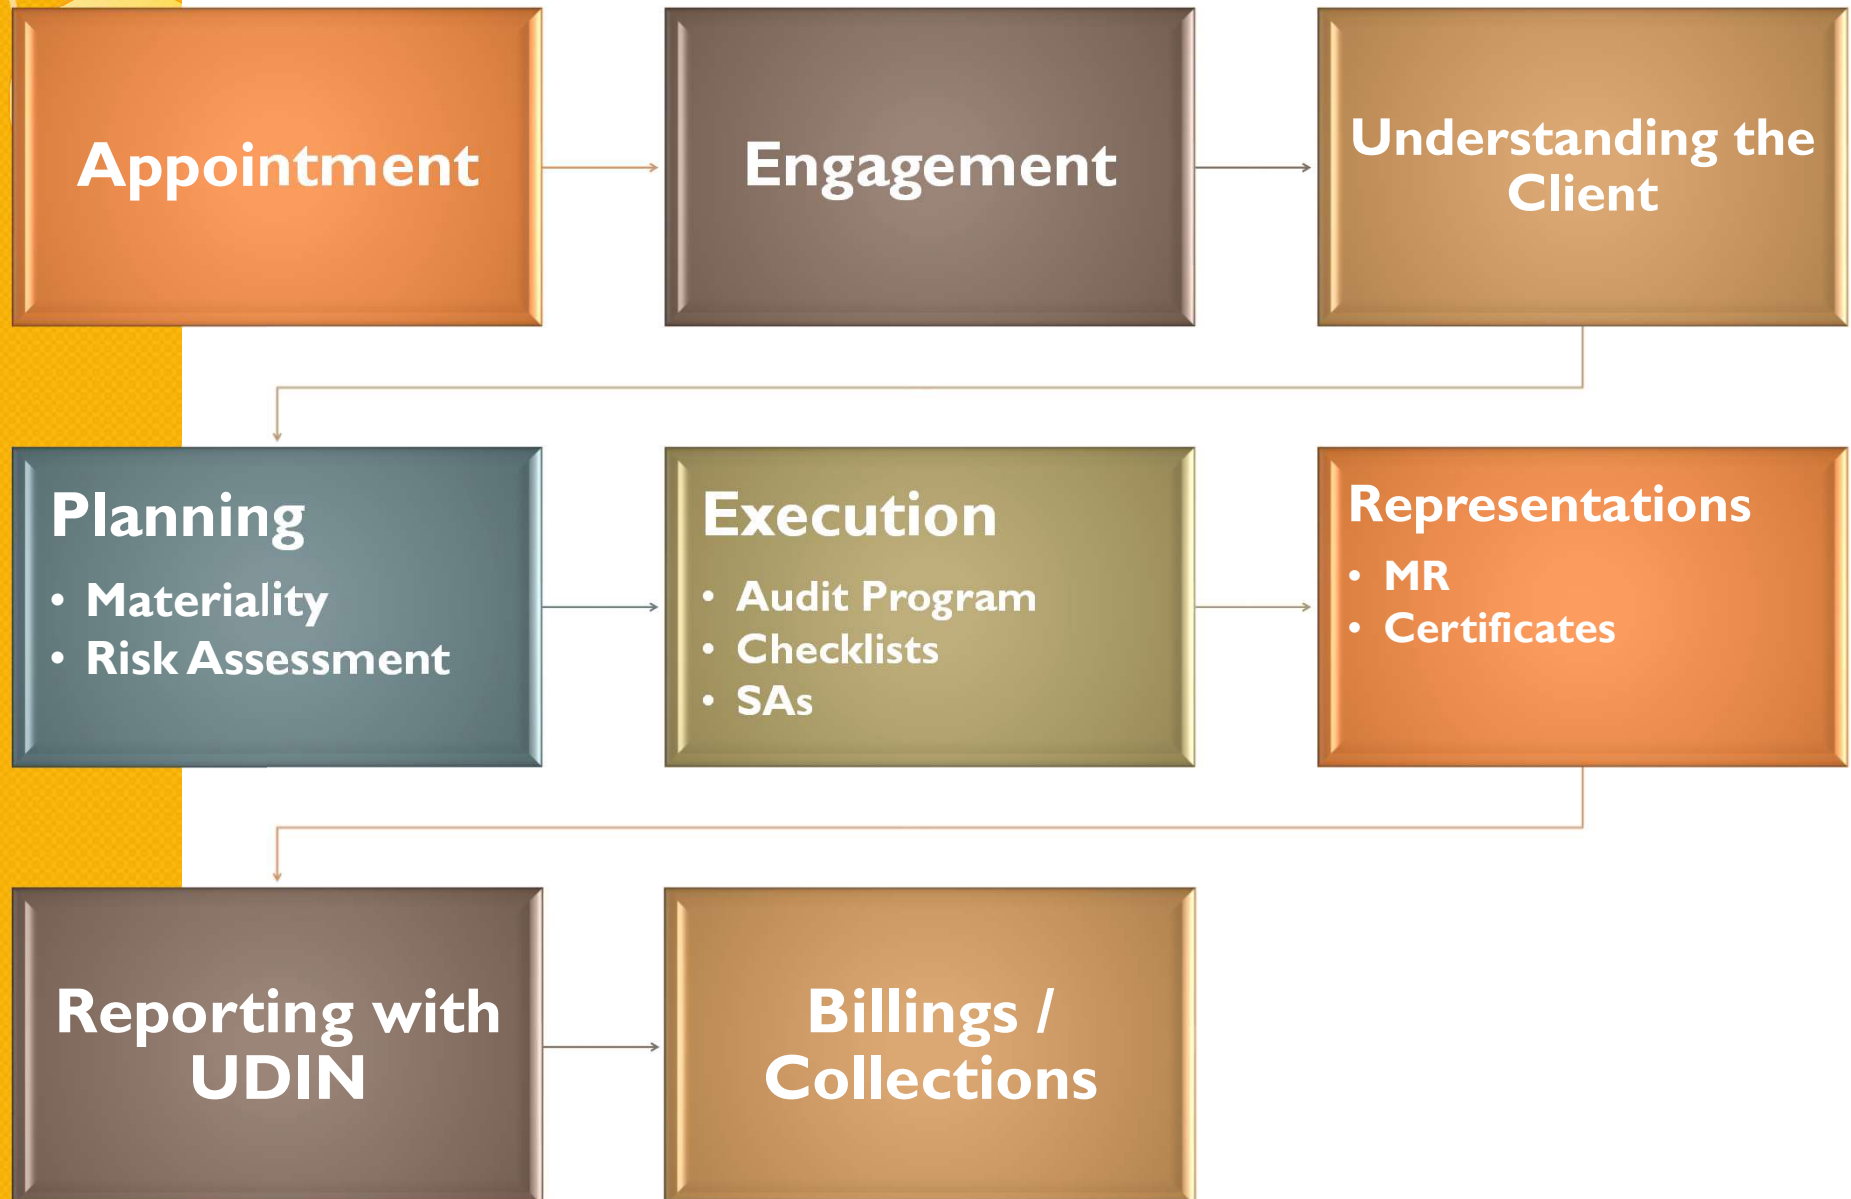 Appointment
Engagement
Understanding the
Client
Planning
• Materiality
• Risk Assessment
Execution
• Audit Program
• Checklists
• SAs
Representations
• MR
• Certificates
Reporting with
UDIN
Billings /
Collections